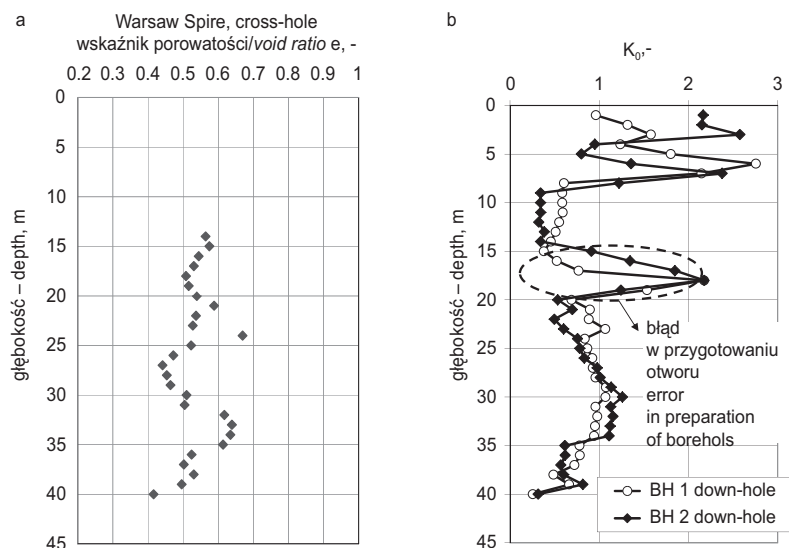 a
Warsaw Spire, cross-hole
wskaźnik porowatości/void ratio e, -
0.2 0.3 0.4 0.5 0.6 0.7 0.8 0.9 1
0
5
10
15
20
25
30
35
40
45
głębokość – depth, m
b
K₀,-
0 1 2 3
0
5
10
15
20
25
30
35
40
45
głębokość – depth, m
błąd
w przygotowaniu
otworu
error
in preparation
of borehols
BH 1 down-hole
BH 2 down-hole